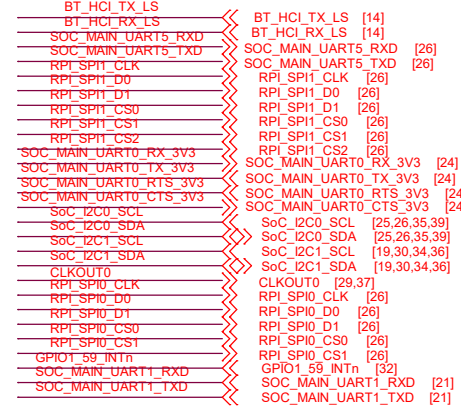 BT_HCI_TX_LS BT_HCI_TX_LS [14]
BT_HCI_RX_LS BT_HCI_RX_LS [14]
SOC_MAIN_UART5_RXD SOC_MAIN_UART5_RXD [26]
SOC_MAIN_UART5_TXD SOC_MAIN_UART5_TXD [26]
RPI_SPI1_CLK RPI_SPI1_CLK [26]
RPI_SPI1_D0 RPI_SPI1_D0 [26]
RPI_SPI1_D1 RPI_SPI1_D1 [26]
RPI_SPI1_CS0 RPI_SPI1_CS0 [26]
RPI_SPI1_CS1 RPI_SPI1_CS1 [26]
RPI_SPI1_CS2 RPI_SPI1_CS2 [26]
SOC_MAIN_UART0_RX_3V3 SOC_MAIN_UART0_RX_3V3 [24]
SOC_MAIN_UART0_TX_3V3 SOC_MAIN_UART0_TX_3V3 [24]
SOC_MAIN_UART0_RTS_3V3 SOC_MAIN_UART0_RTS_3V3 [24
SOC_MAIN_UART0_CTS_3V3 SOC_MAIN_UART0_CTS_3V3 [24
SoC_I2C0_SCL SoC_I2C0_SCL [25,26,35,39]
SoC_I2C0_SDA SoC_I2C0_SDA [25,26,35,39]
SoC_I2C1_SCL SoC_I2C1_SCL [19,30,34,36]
SoC_I2C1_SDA SoC_I2C1_SDA [19,30,34,36]
CLKOUT0 CLKOUT0 [29,37]
RPI_SPI0_CLK RPI_SPI0_CLK [26]
RPI_SPI0_D0 RPI_SPI0_D0 [26]
RPI_SPI0_D1 RPI_SPI0_D1 [26]
RPI_SPI0_CS0 RPI_SPI0_CS0 [26]
RPI_SPI0_CS1 RPI_SPI0_CS1 [26]
GPIO1_59_INTn GPIO1_59_INTn [32]
SOC_MAIN_UART1_RXD SOC_MAIN_UART1_RXD [21]
SOC_MAIN_UART1_TXD SOC_MAIN_UART1_TXD [21]